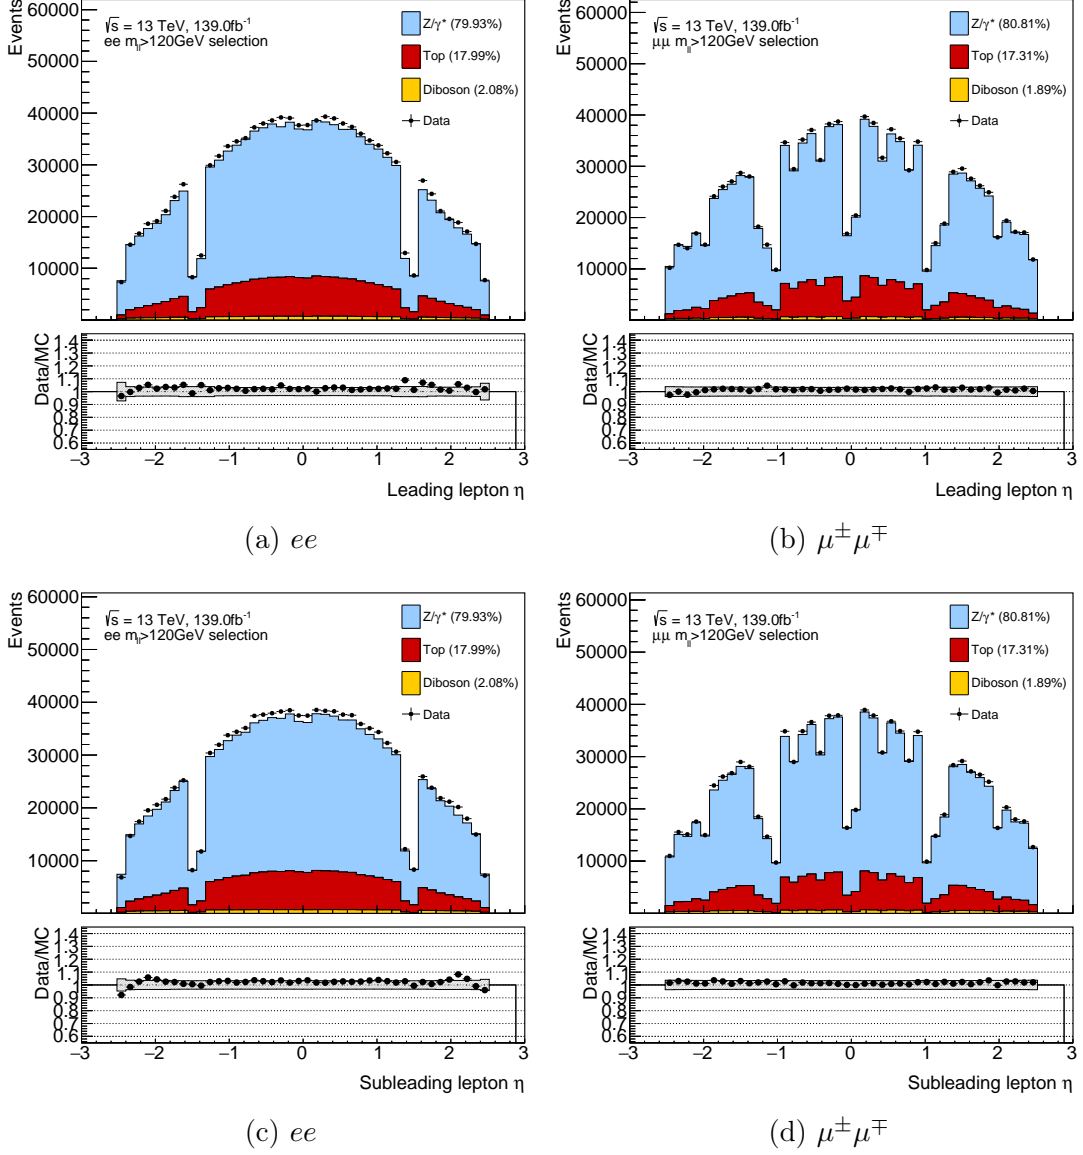 Events
60000
50000
40000
30000
20000
10000
√s = 13 TeV, 139.0fb⁻¹
ee m_ll>120GeV selection
Z/γ* (79.93%)
Top (17.99%)
Diboson (2.08%)
Data
Data/MC
1.4
1.3
1.2
1.1
1
0.9
0.8
0.7
0.6
−3 −2 −1 0 1 2 3
Leading lepton η
(a) ee
Events
60000
50000
40000
30000
20000
10000
√s = 13 TeV, 139.0fb⁻¹
μμ m_ll>120GeV selection
Z/γ* (80.81%)
Top (17.31%)
Diboson (1.89%)
Data
Data/MC
1.4
1.3
1.2
1.1
1
0.9
0.8
0.7
0.6
−3 −2 −1 0 1 2 3
Leading lepton η
(b) μ±μ∓
Events
60000
50000
40000
30000
20000
10000
√s = 13 TeV, 139.0fb⁻¹
ee m_ll>120GeV selection
Z/γ* (79.93%)
Top (17.99%)
Diboson (2.08%)
Data
Data/MC
1.4
1.3
1.2
1.1
1
0.9
0.8
0.7
0.6
−3 −2 −1 0 1 2 3
Subleading lepton η
(c) ee
Events
60000
50000
40000
30000
20000
10000
√s = 13 TeV, 139.0fb⁻¹
μμ m_ll>120GeV selection
Z/γ* (80.81%)
Top (17.31%)
Diboson (1.89%)
Data
Data/MC
1.4
1.3
1.2
1.1
1
0.9
0.8
0.7
0.6
−3 −2 −1 0 1 2 3
Subleading lepton η
(d) μ±μ∓